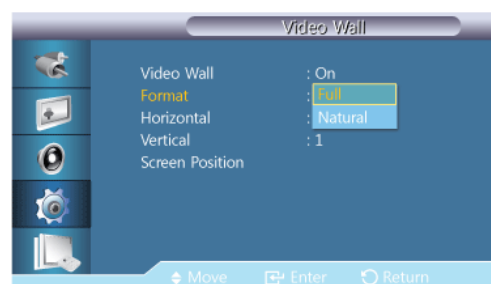 Video Wall
Video Wall : On
Format : Full
Horizontal : Natural
Vertical : 1
Screen Position
Move Enter Return